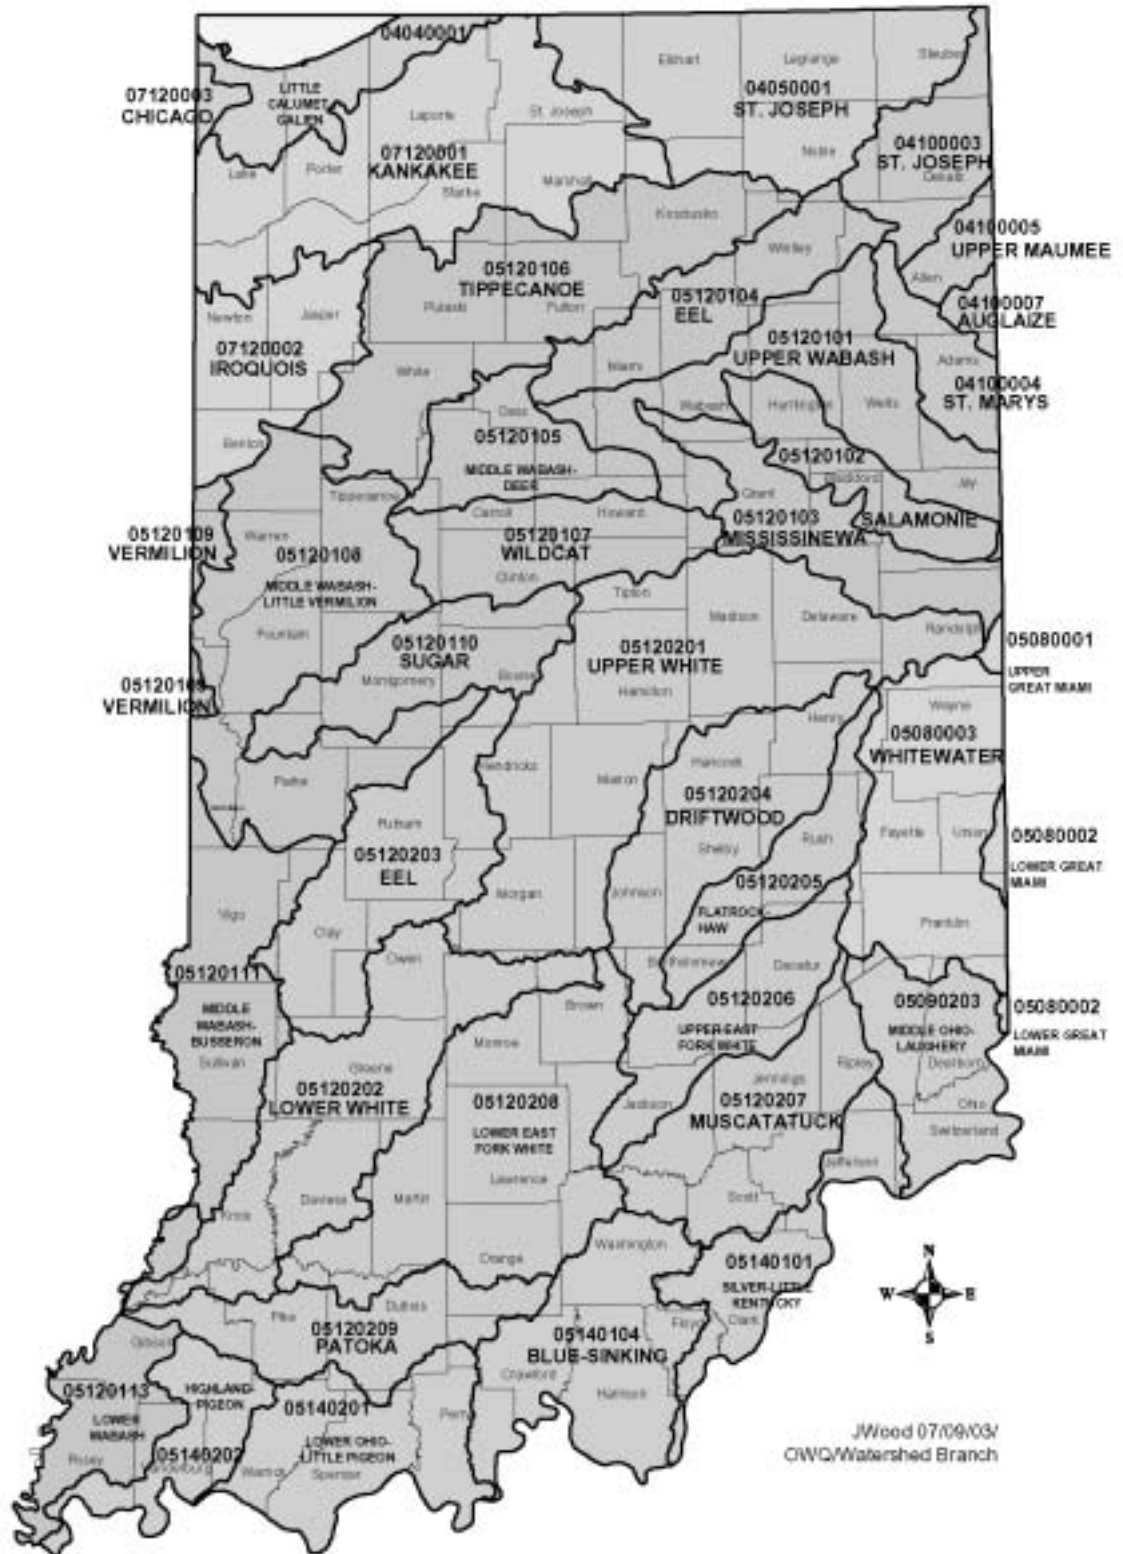 04040001
Elkhart
Lagrange
Steuben
07120003
CHICAGO
LITTLE
CALUMET-
GALIEN
Laporte
St. Joseph
04050001
ST. JOSEPH
Noble
04100003
ST. JOSEPH
Dekalb
Lake
Porter
07120001
KANKAKEE
Starke
Marshall
Kosciusko
Whitley
04100005
UPPER MAUMEE
Allen
05120106
TIPPECANOE
Pulaski
Fulton
05120104
EEL
04100007
AUGLAIZE
Newton
Jasper
07120002
IROQUOIS
White
Miami
05120101
UPPER WABASH
Adams
04100004
ST. MARYS
Wabash
Huntington
Wells
Cass
Benton
05120105
MIDDLE WABASH-
DEER
05120102
Blackford
Jay
Tippecanoe
Carroll
Howard
Grant
05120103
MISSISSINEWA
SALAMONIE
05120109
VERMILION
Warren
05120108
MIDDLE WABASH-
LITTLE VERMILION
05120107
WILDCAT
Clinton
Tipton
Madison
Delaware
Randolph
Fountain
05120110
SUGAR
Montgomery
Boone
05120201
UPPER WHITE
Hamilton
05080001
UPPER
GREAT MIAMI
05120109
VERMILION
Henry
Wayne
05080003
WHITEWATER
Parke
Hendricks
Marion
Hancock
05120204
DRIFTWOOD
Shelby
Rush
Fayette
Union
05080002
LOWER GREAT
MIAMI
Putnam
05120203
EEL
Morgan
Johnson
05120205
FLATROCK-
HAW
Vigo
Clay
Owen
Franklin
Bartholomew
Decatur
05120111
MIDDLE
WABASH-
BUSSERON
Sullivan
Brown
05120206
UPPER EAST
FORK WHITE
05090203
MIDDLE OHIO-
LAUGHERY
Dearborn
05080002
LOWER GREAT
MIAMI
Monroe
Greene
05120202
LOWER WHITE
05120208
LOWER EAST
FORK WHITE
Lawrence
Jackson
Jennings
05120207
MUSCATATUCK
Ripley
Ohio
Switzerland
Jefferson
Knox
Daviess
Martin
Scott
Orange
Washington
05140101
SILVER-LITTLE
KENTUCKY
Clark
Floyd
N
W
E
S
Gibson
Pike
Dubois
05120209
PATOKA
05140104
BLUE-SINKING
Crawford
Harrison
05120113
LOWER
WABASH
Posey
HIGHLAND-
PIGEON
05140202
Vanderburg
Warrick
05140201
LOWER OHIO-
LITTLE PIGEON
Spencer
Perry
JWood 07/09/03/
OWQ/Watershed Branch